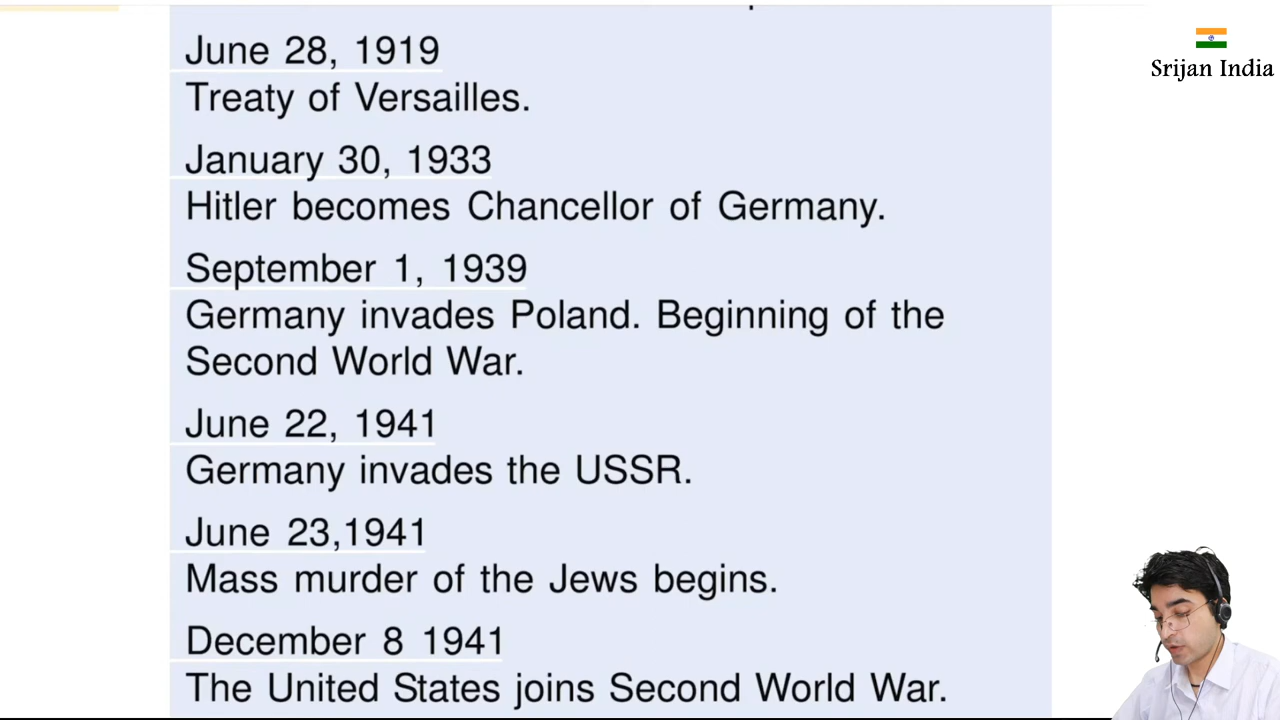 June 28, 1919
Treaty of Versailles.
January 30, 1933
Hitler becomes Chancellor of Germany.
September 1, 1939
Germany invades Poland. Beginning of the
Second World War.
June 22, 1941
Germany invades the USSR.
June 23,1941
Mass murder of the Jews begins.
December 8 1941
The United States joins Second World War.
Srijan India